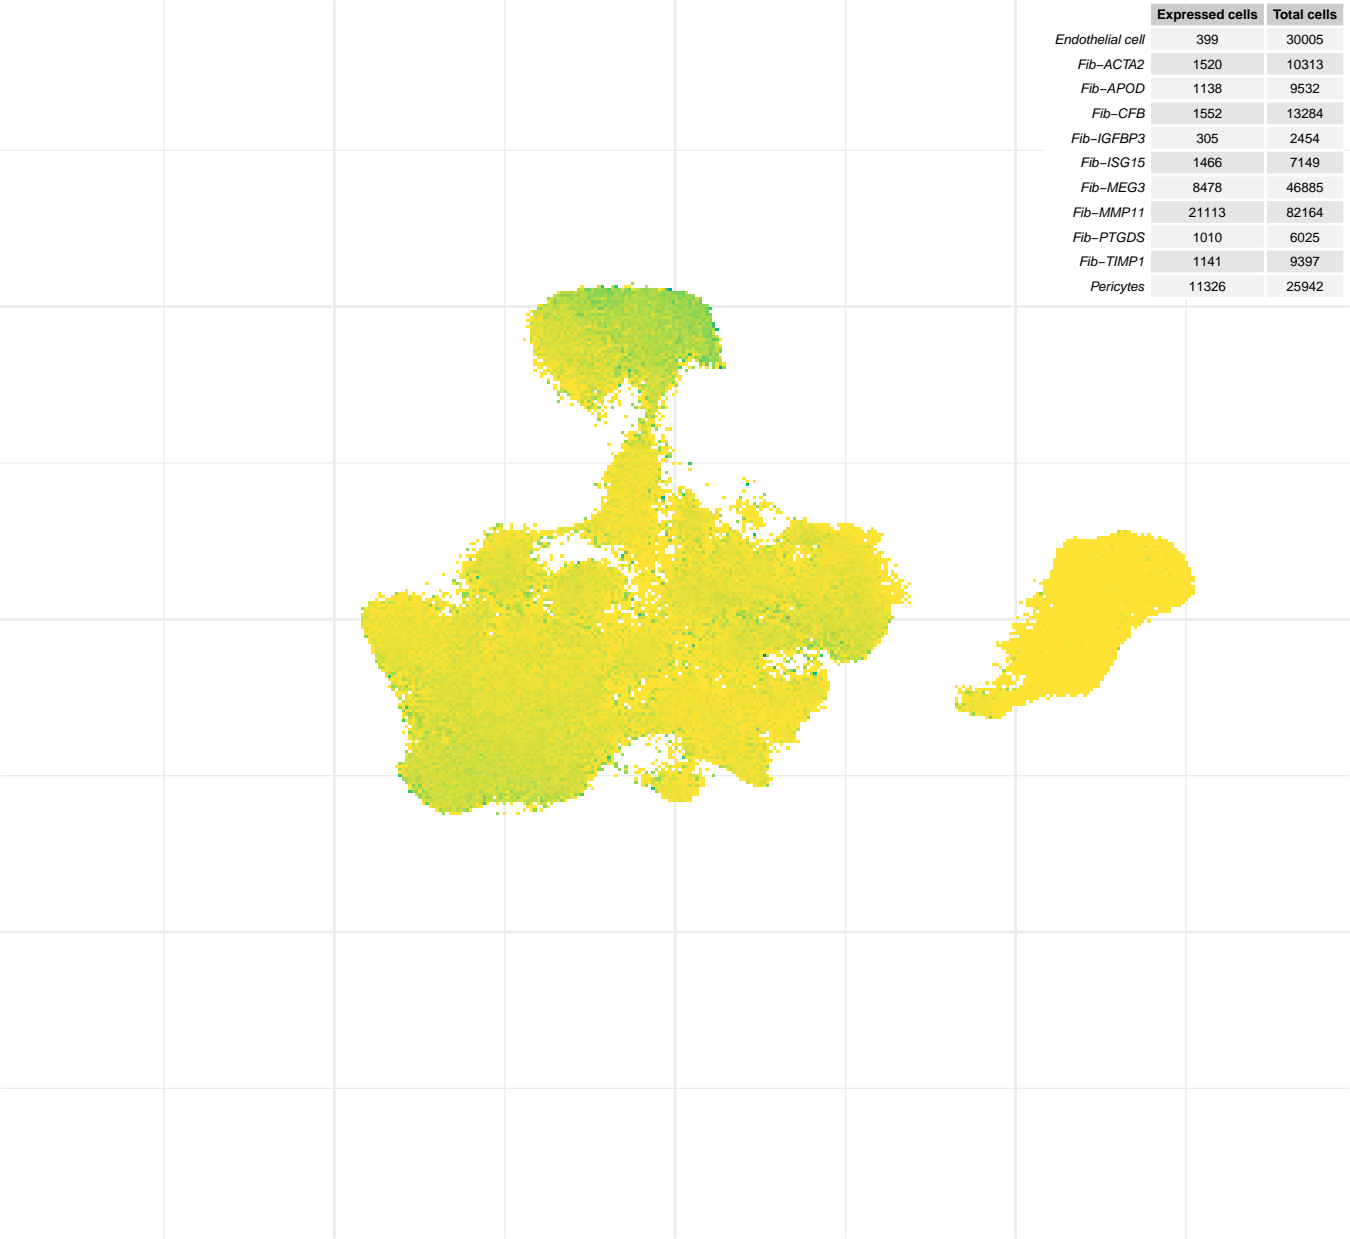 Expressed cells Total cells
Endothelial cell 399 30005
Fib−ACTA2 1520 10313
Fib−APOD 1138 9532
Fib−CFB 1552 13284
Fib−IGFBP3 305 2454
Fib−ISG15 1466 7149
Fib−MEG3 8478 46885
Fib−MMP11 21113 82164
Fib−PTGDS 1010 6025
Fib−TIMP1 1141 9397
Pericytes 11326 25942